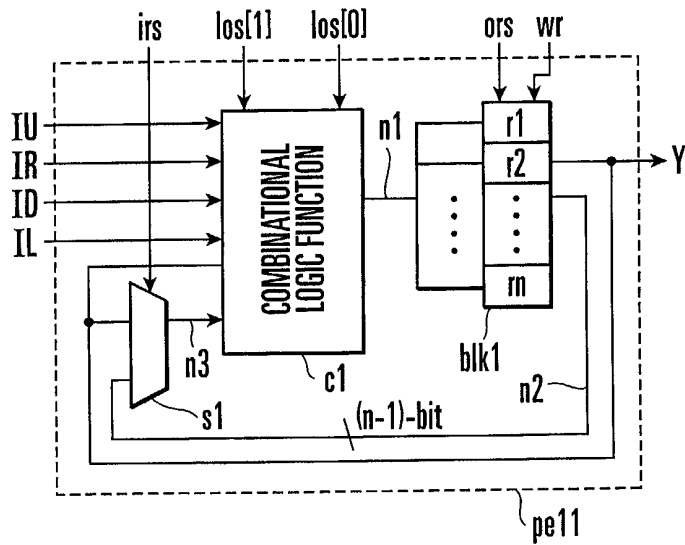 irs
los[1]
los[0]
ors
wr
IU
IR
ID
IL
COMBINATIONAL
LOGIC FUNCTION
n1
r1
r2
rn
Y
n3
c1
blk1
n2
s1
(n-1)-bit
pe11